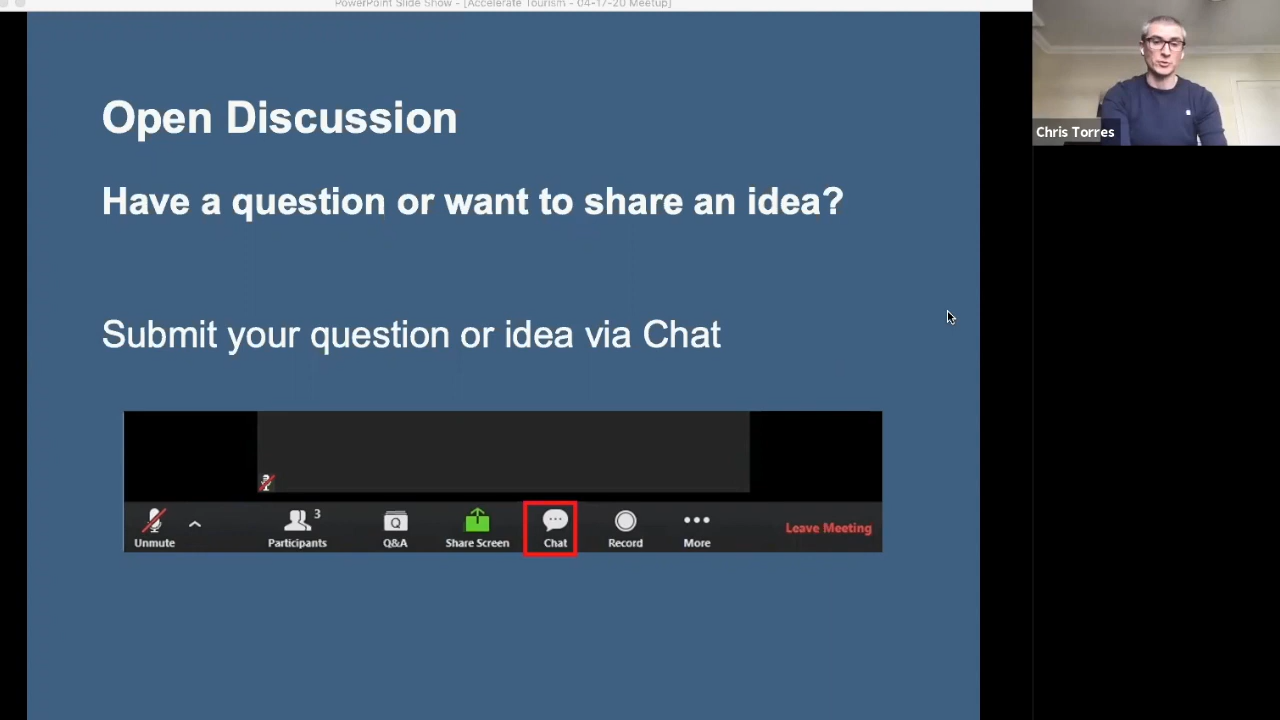 PowerPoint Slide Show - [Accelerate Tourism - 04-17-20 Meetup]
Open Discussion
Have a question or want to share an idea?
Submit your question or idea via Chat
Unmute
Participants 3
Q&A
Share Screen
Chat
Record
More
Leave Meeting
Chris Torres